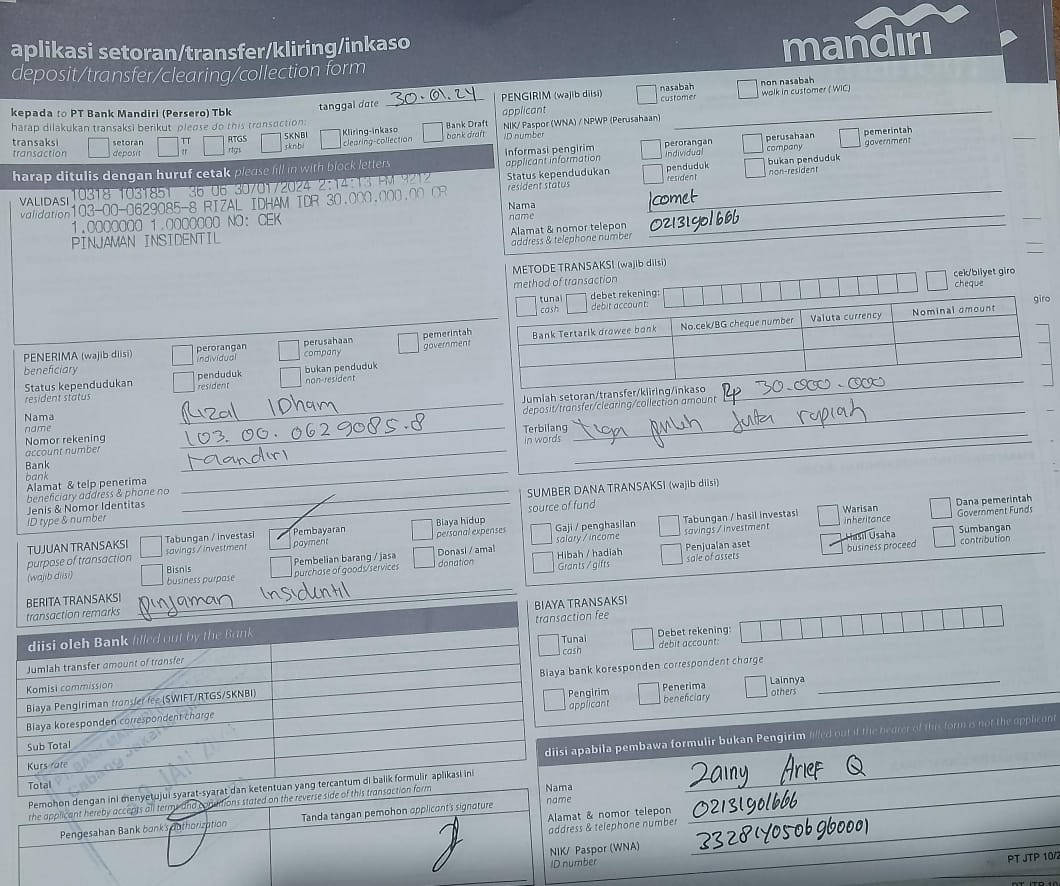 aplikasi setoran/transfer/kliring/inkaso
deposit/transfer/clearing/collection form
mandiri
kepada to PT Bank Mandiri (Persero) Tbk
tanggal date 30.01.24
harap dilakukan transaksi berikut please do this transaction:
transaksi transaction
setoran deposit
TT tt
RTGS rtgs
SKNBI sknbi
Kliring-inkaso clearing-collection
Bank Draft bank draft
harap ditulis dengan huruf cetak please fill in with block letters
VALIDASI validation
10318 1031851 36 06 30/01/2024 2:14:13 PM 9212
103-00-0629085-8 RIZAL IDHAM IDR 30.000.000,00 CR
1.0000000 1.0000000 NO: CEK
PINJAMAN INSIDENTIL
PENERIMA (wajib diisi) beneficiary
perorangan individual
perusahaan company
pemerintah government
Status kependudukan resident status
penduduk resident
bukan penduduk non-resident
Nama name
Rizal IDham
Nomor rekening account number
103.00.0629085.8
Bank bank
Mandiri
Alamat & telp penerima
beneficiary address & phone no
Jenis & Nomor Identitas
ID type & number
TUJUAN TRANSAKSI
purpose of transaction
(wajib diisi)
Tabungan / investasi savings / investment
Pembayaran payment
Biaya hidup personal expenses
Bisnis business purpose
Pembelian barang / jasa purchase of goods/services
Donasi / amal donation
BERITA TRANSAKSI transaction remarks
pinjaman Insidentil
diisi oleh Bank filled out by the Bank
Jumlah transfer amount of transfer
Komisi commission
Biaya Pengiriman transfer fee (SWIFT/RTGS/SKNBI)
Biaya koresponden correspondent charge
Sub Total
Kurs rate
Total
Pemohon dengan ini menyetujui syarat-syarat dan ketentuan yang tercantum di balik formulir aplikasi ini
the applicant hereby accepts all terms and conditions stated on the reverse side of this transaction form
Pengesahan Bank bank's authorization
Tanda tangan pemohon applicant's signature
PENGIRIM (wajib diisi) applicant
nasabah customer
non nasabah walk in customer (WIC)
NIK/ Paspor (WNA) / NPWP (Perusahaan)
ID number
Informasi pengirim
applicant information
perorangan individual
perusahaan company
pemerintah government
Status kependudukan resident status
penduduk resident
bukan penduduk non-resident
Nama name
Icomet
Alamat & nomor telepon
address & telephone number
02131901666
METODE TRANSAKSI (wajib diisi)
method of transaction
tunai cash
debet rekening: debit account:
cek/bilyet giro cheque
giro
Bank Tertarik drawee bank
No.cek/BG cheque number
Valuta currency
Nominal amount
Jumlah setoran/transfer/kliring/inkaso
deposit/transfer/clearing/collection amount
Rp 30.000.000
Terbilang in words
Tiga puluh Juta rupiah
SUMBER DANA TRANSAKSI (wajib diisi)
source of fund
Gaji / penghasilan salary / income
Tabungan / hasil investasi savings / investment
Warisan inheritance
Dana pemerintah Government Funds
Hibah / hadiah Grants / gifts
Penjualan aset sale of assets
Hasil Usaha business proceed
Sumbangan contribution
BIAYA TRANSAKSI
transaction fee
Tunai cash
Debet rekening: debit account:
Biaya bank koresponden correspondent charge
Pengirim applicant
Penerima beneficiary
Lainnya others
diisi apabila pembawa formulir bukan Pengirim filled out if the bearer of this form is not the applicant
Nama name
Zainy Arief Q
Alamat & nomor telepon
address & telephone number
02131901666
NIK/ Paspor (WNA)
ID number
3328140506960001
PT JTP 10/2